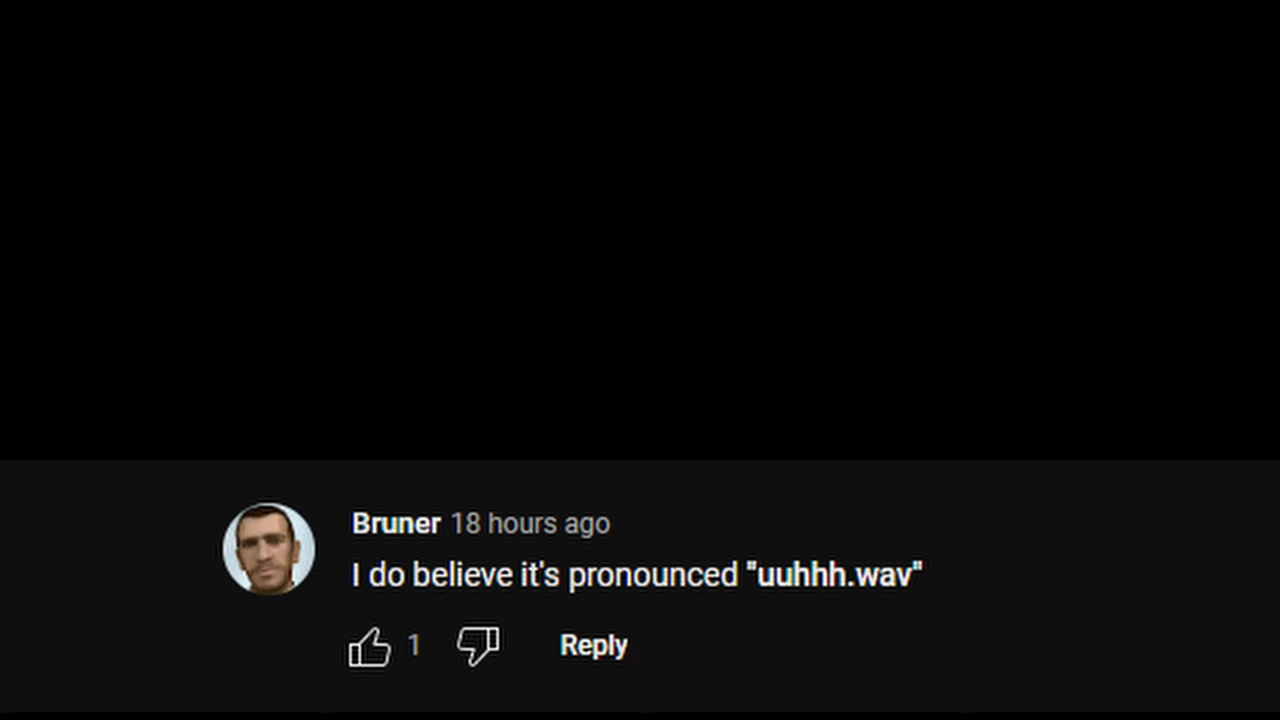 Bruner 18 hours ago
I do believe it's pronounced "uuhhh.wav"
1 Reply